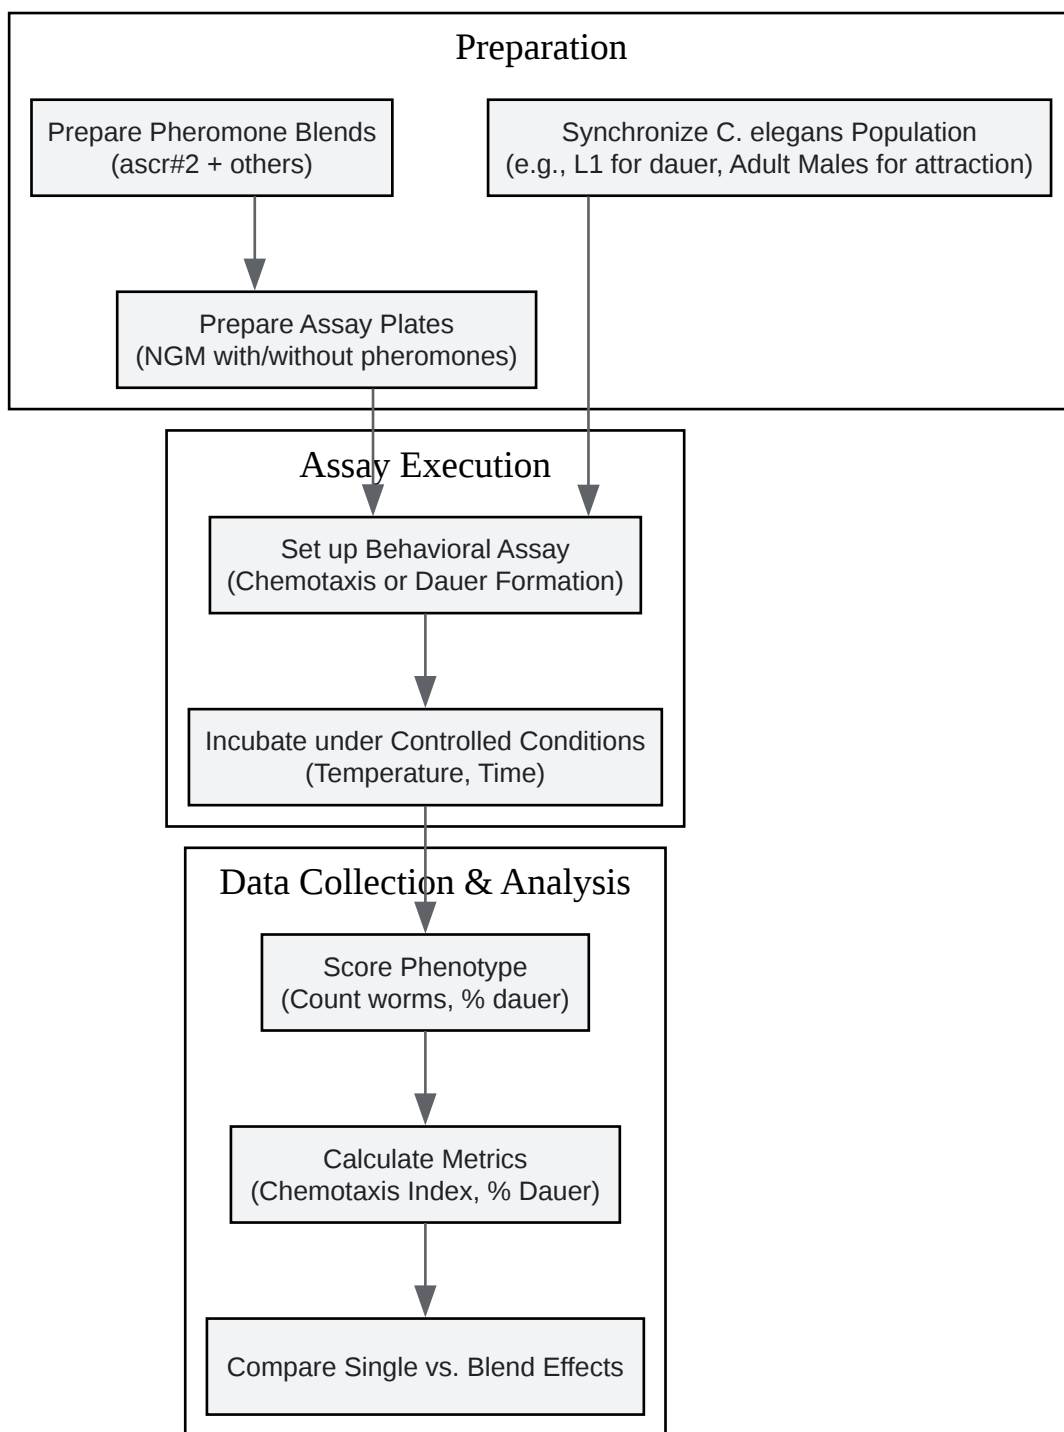 Preparation
Prepare Pheromone Blends
(ascr#2 + others)
Synchronize C. elegans Population
(e.g., L1 for dauer, Adult Males for attraction)
Prepare Assay Plates
(NGM with/without pheromones)
Assay Execution
Set up Behavioral Assay
(Chemotaxis or Dauer Formation)
Incubate under Controlled Conditions
(Temperature, Time)
Data Collection & Analysis
Score Phenotype
(Count worms, % dauer)
Calculate Metrics
(Chemotaxis Index, % Dauer)
Compare Single vs. Blend Effects